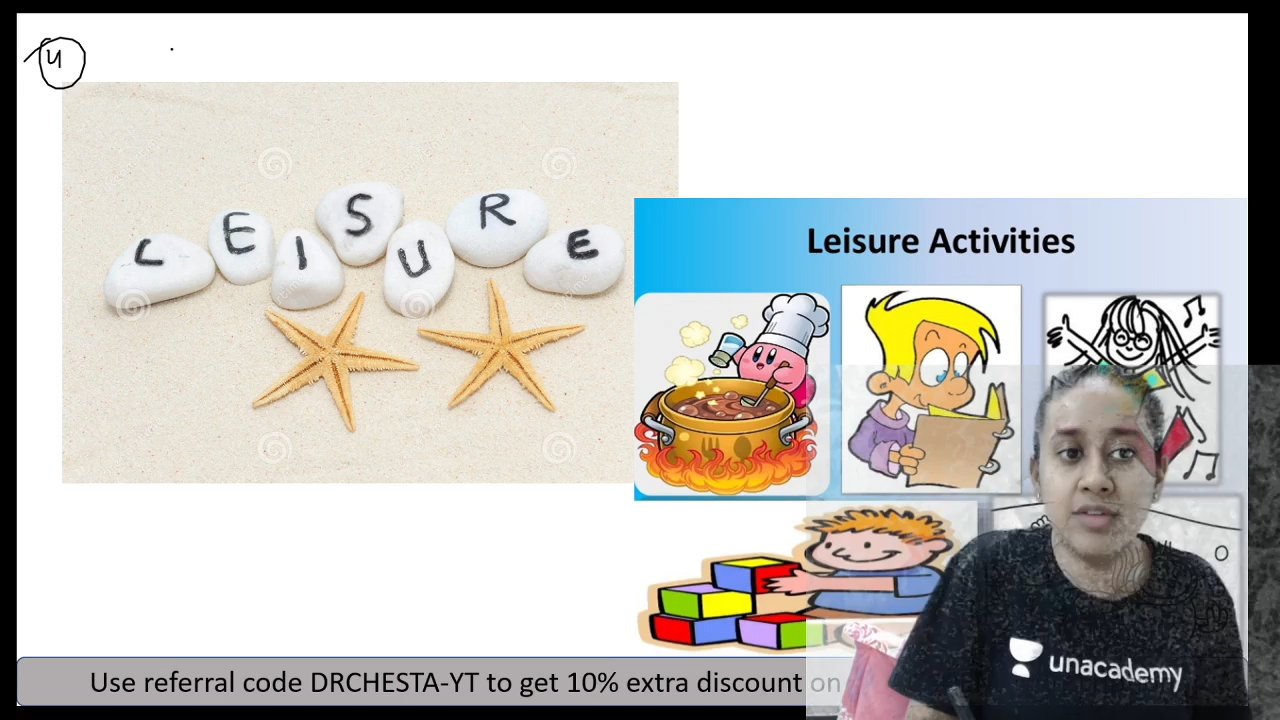 4
LEISURE
Leisure Activities
Use referral code DRCHESTA-YT to get 10% extra discount on
unacademy